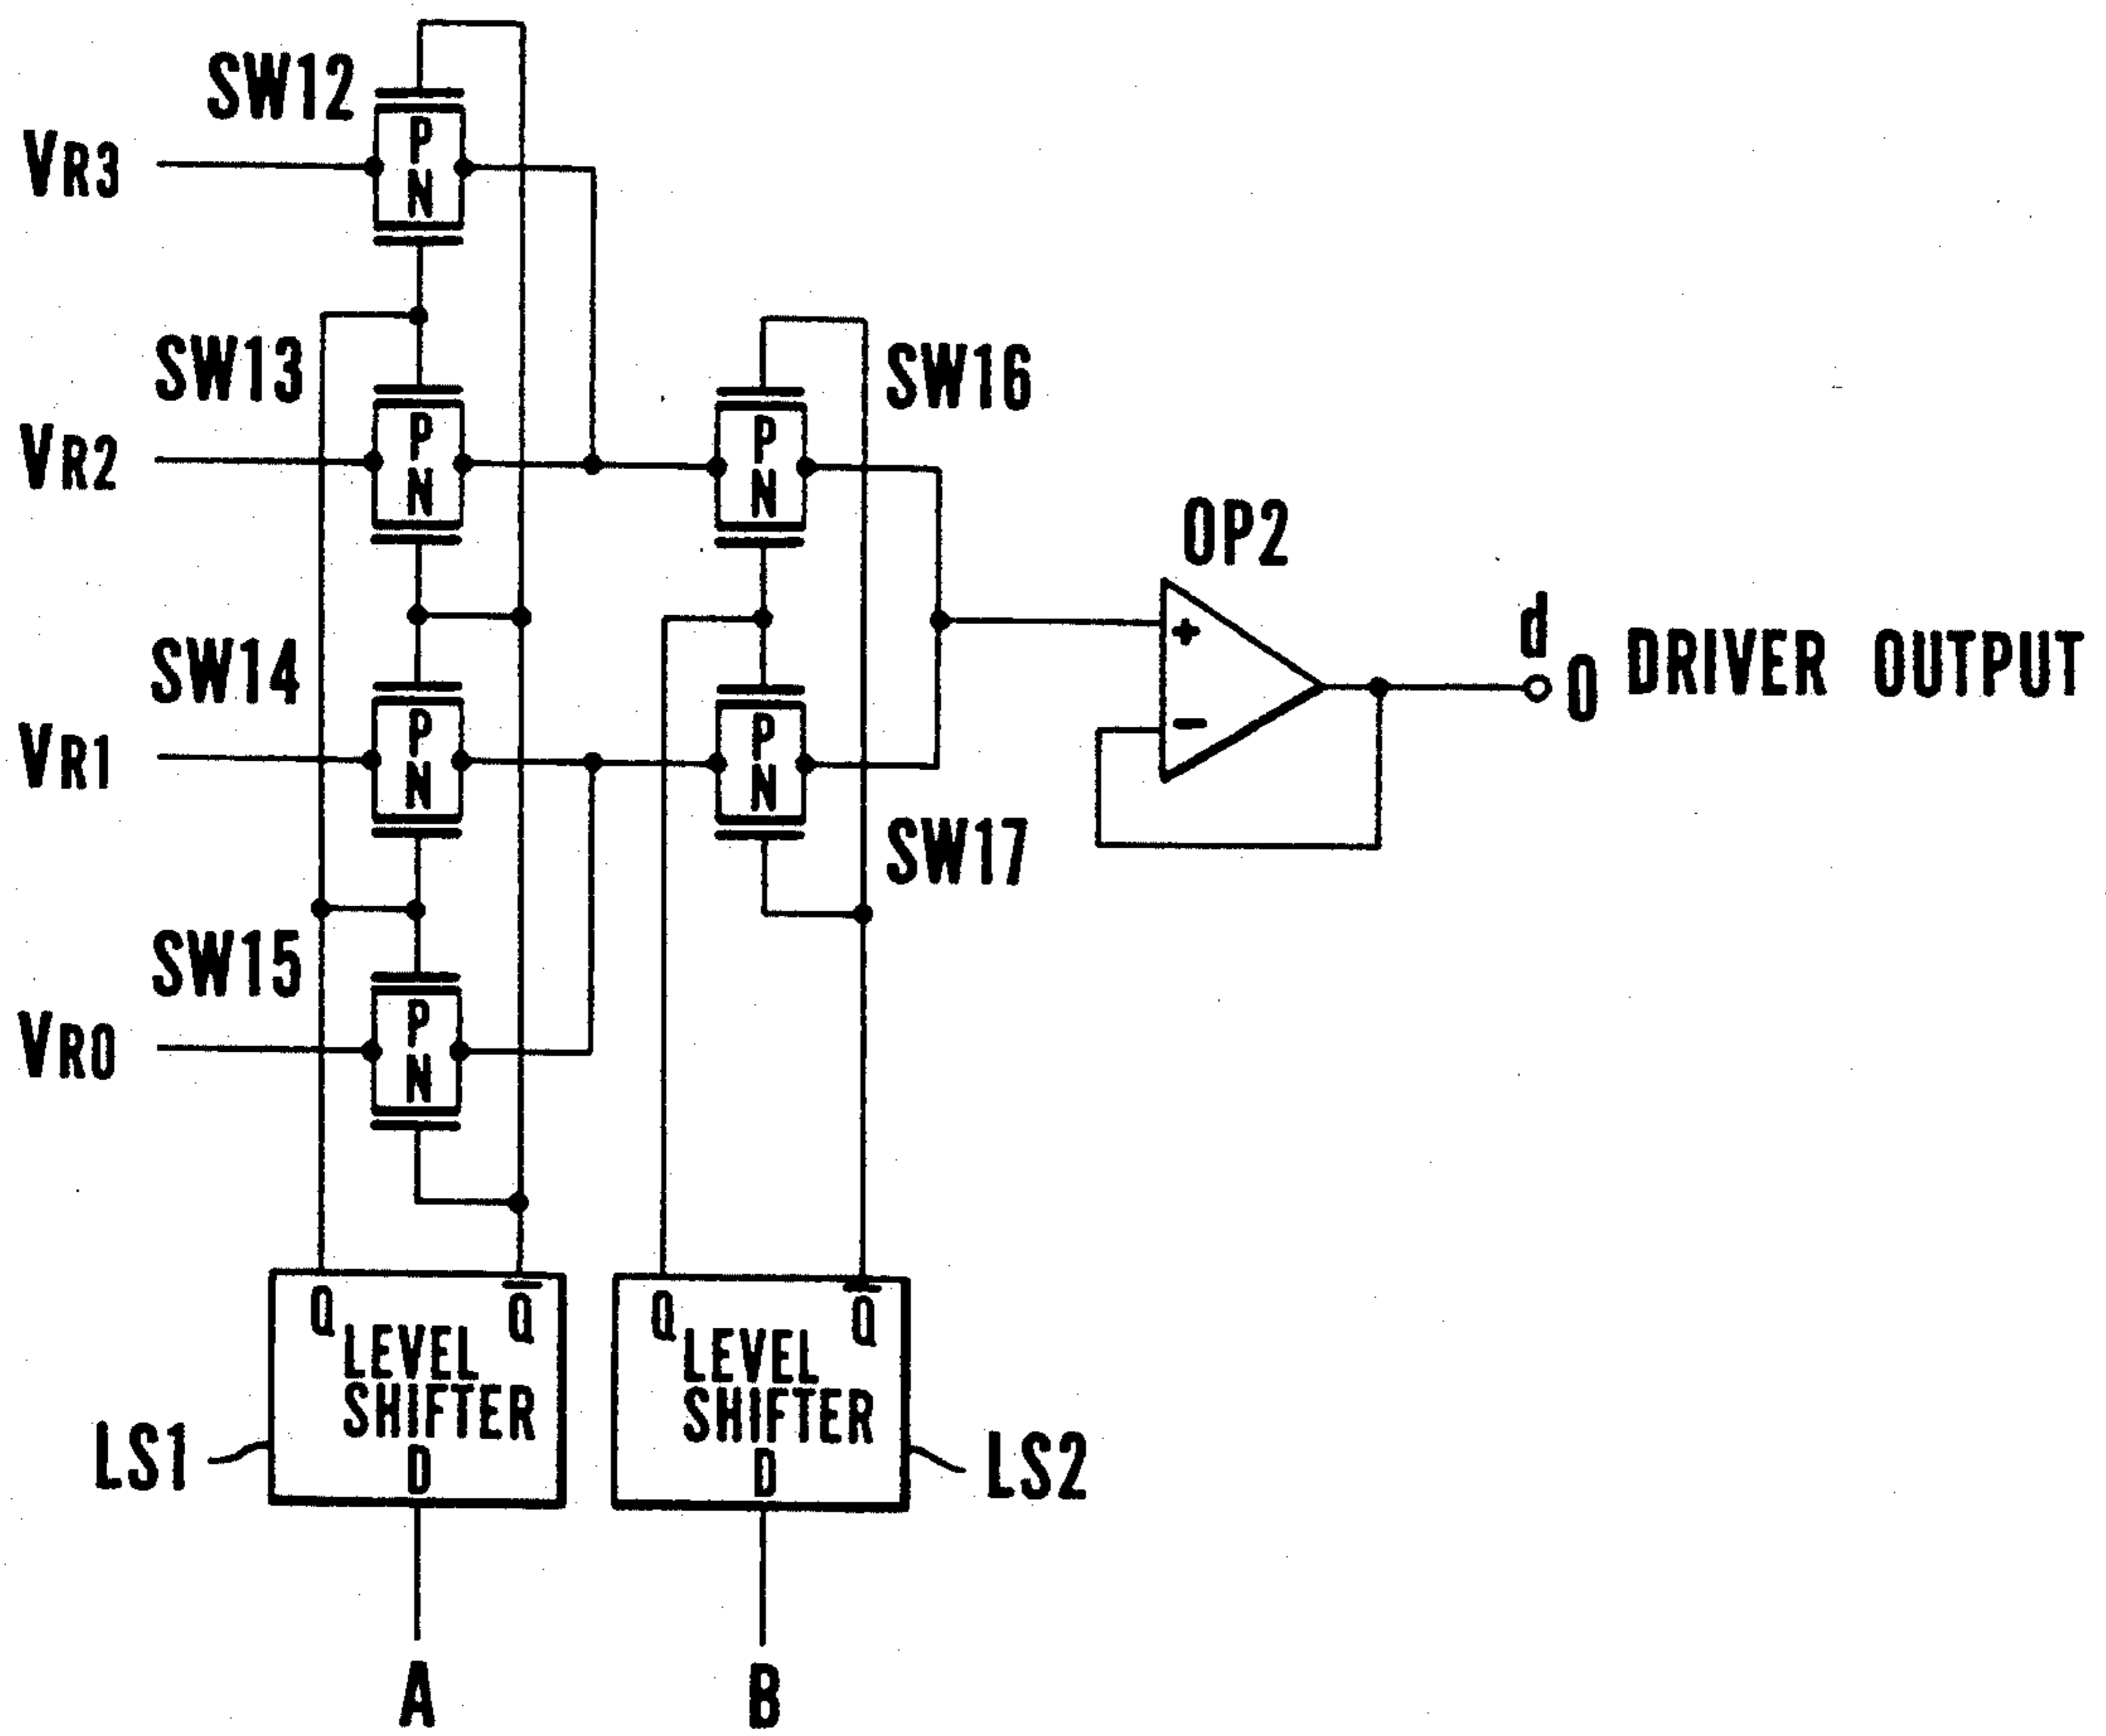 SW12
P
N
VR3
SW13
P
N
VR2
SW16
P
N
SW14
P
N
VR1
SW17
P
N
OP2
+
−
d
O DRIVER OUTPUT
SW15
P
N
VR0
Q
Q̅
LEVEL
SHIFTER
D
LS1
Q
Q̅
LEVEL
SHIFTER
D
LS2
A
B